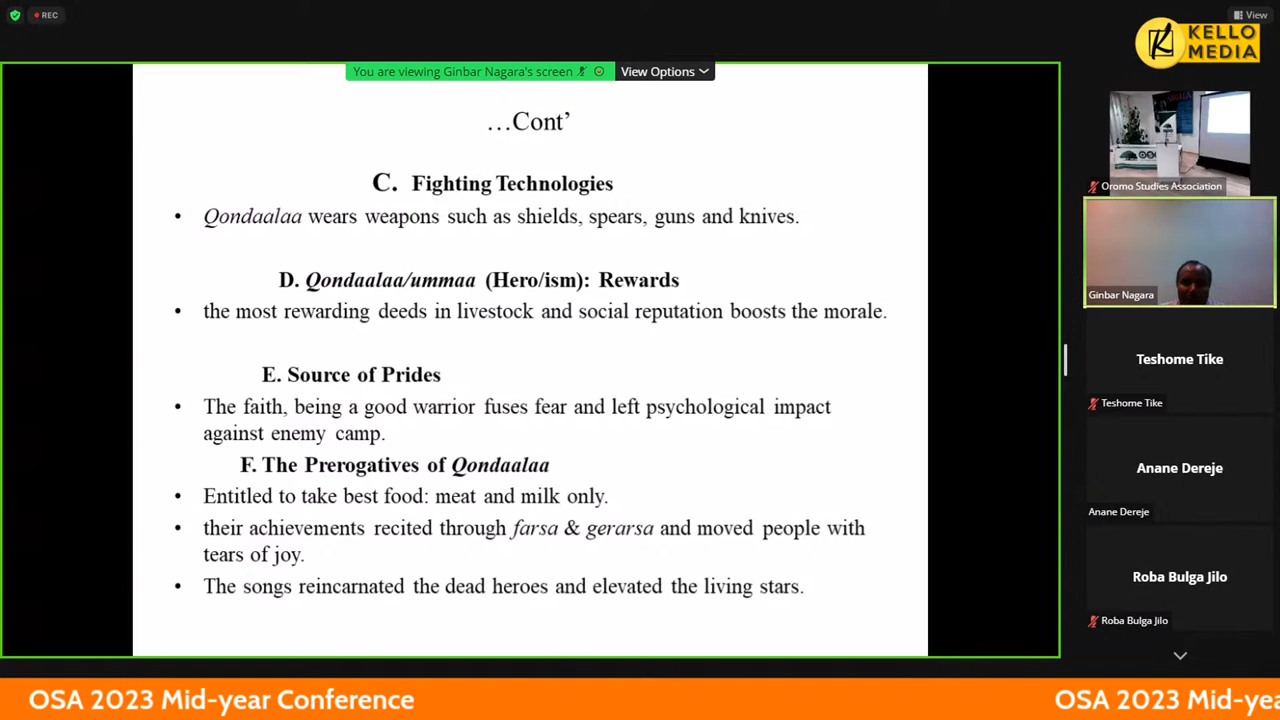 REC
View
KELLO
MEDIA
You are viewing Ginbar Nagara's screen
View Options
…Cont’
C. Fighting Technologies
• Qondaalaa wears weapons such as shields, spears, guns and knives.
D. Qondaalaa/ummaa (Hero/ism): Rewards
• the most rewarding deeds in livestock and social reputation boosts the morale.
E. Source of Prides
• The faith, being a good warrior fuses fear and left psychological impact
against enemy camp.
F. The Prerogatives of Qondaalaa
• Entitled to take best food: meat and milk only.
• their achievements recited through farsa & gerarsa and moved people with
tears of joy.
• The songs reincarnated the dead heroes and elevated the living stars.
Oromo Studies Association
Ginbar Nagara
Teshome Tike
Teshome Tike
Anane Dereje
Anane Dereje
Roba Bulga Jilo
Roba Bulga Jilo
OSA 2023 Mid-year Conference
OSA 2023 Mid-yea